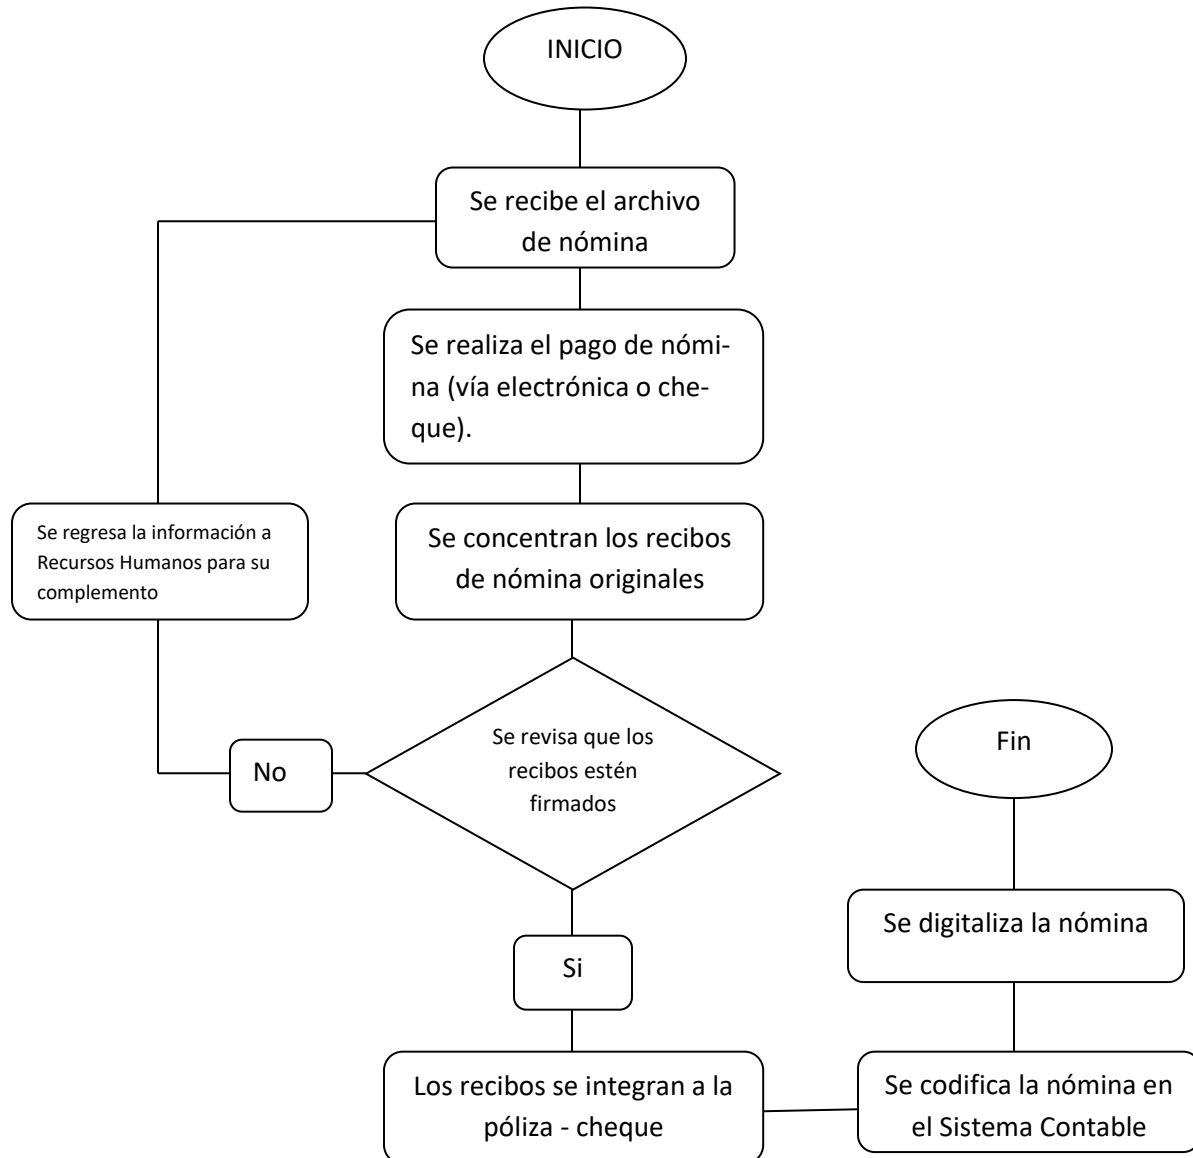 INICIO
Se recibe el archivo
de nómina
Se realiza el pago de nómi-
na (vía electrónica o che-
que).
Se regresa la información a
Recursos Humanos para su
complemento
Se concentran los recibos
de nómina originales
Se revisa que los
recibos estén
firmados
No
Si
Los recibos se integran a la
póliza - cheque
Se codifica la nómina en
el Sistema Contable
Se digitaliza la nómina
Fin